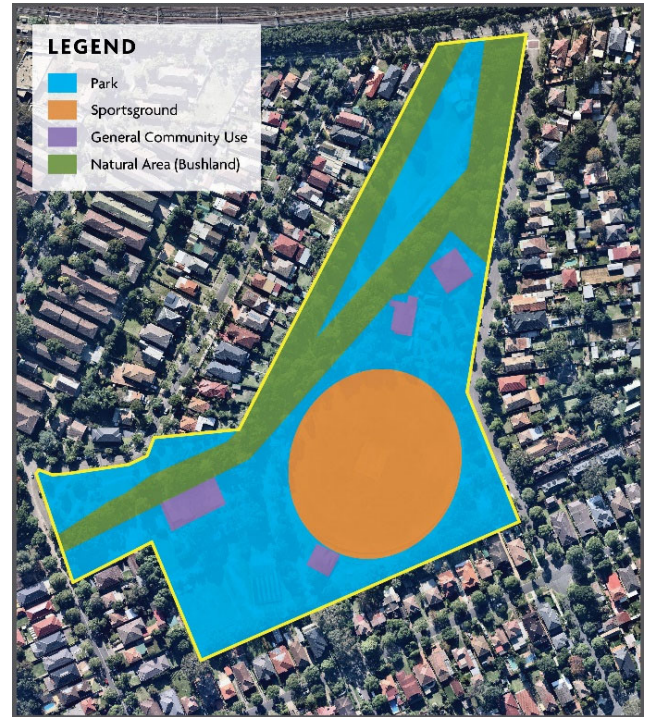 LEGEND
Park
Sportsground
General Community Use
Natural Area (Bushland)